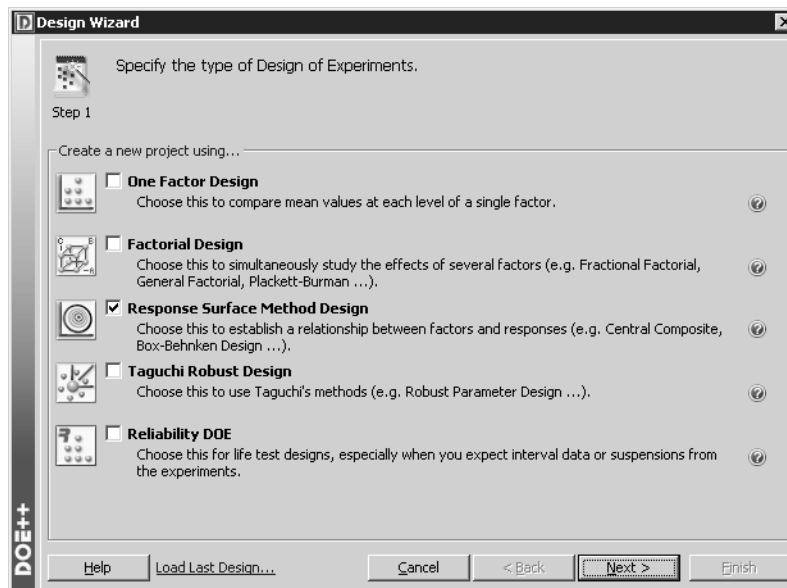 Design Wizard
Specify the type of Design of Experiments.
Step 1
Create a new project using...
One Factor Design
Choose this to compare mean values at each level of a single factor.
Factorial Design
Choose this to simultaneously study the effects of several factors (e.g. Fractional Factorial,
General Factorial, Plackett-Burman ...).
Response Surface Method Design
Choose this to establish a relationship between factors and responses (e.g. Central Composite,
Box-Behnken Design ...).
Taguchi Robust Design
Choose this to use Taguchi's methods (e.g. Robust Parameter Design ...).
Reliability DOE
Choose this for life test designs, especially when you expect interval data or suspensions from
the experiments.
DOE++
Help Load Last Design... Cancel < Back Next > Finish